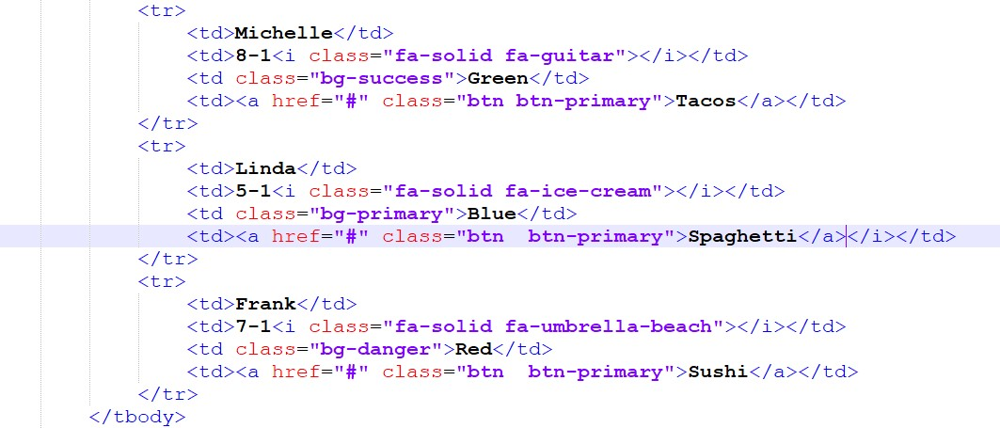 <tr>
<td>Michelle</td>
<td>8-1<i class="fa-solid fa-guitar"></i></td>
<td class="bg-success">Green</td>
<td><a href="#" class="btn btn-primary">Tacos</a></td>
</tr>
<tr>
<td>Linda</td>
<td>5-1<i class="fa-solid fa-ice-cream"></i></td>
<td class="bg-primary">Blue</td>
<td><a href="#" class="btn  btn-primary">Spaghetti</a></i></td>
</tr>
<tr>
<td>Frank</td>
<td>7-1<i class="fa-solid fa-umbrella-beach"></i></td>
<td class="bg-danger">Red</td>
<td><a href="#" class="btn  btn-primary">Sushi</a></td>
</tr>
</tbody>